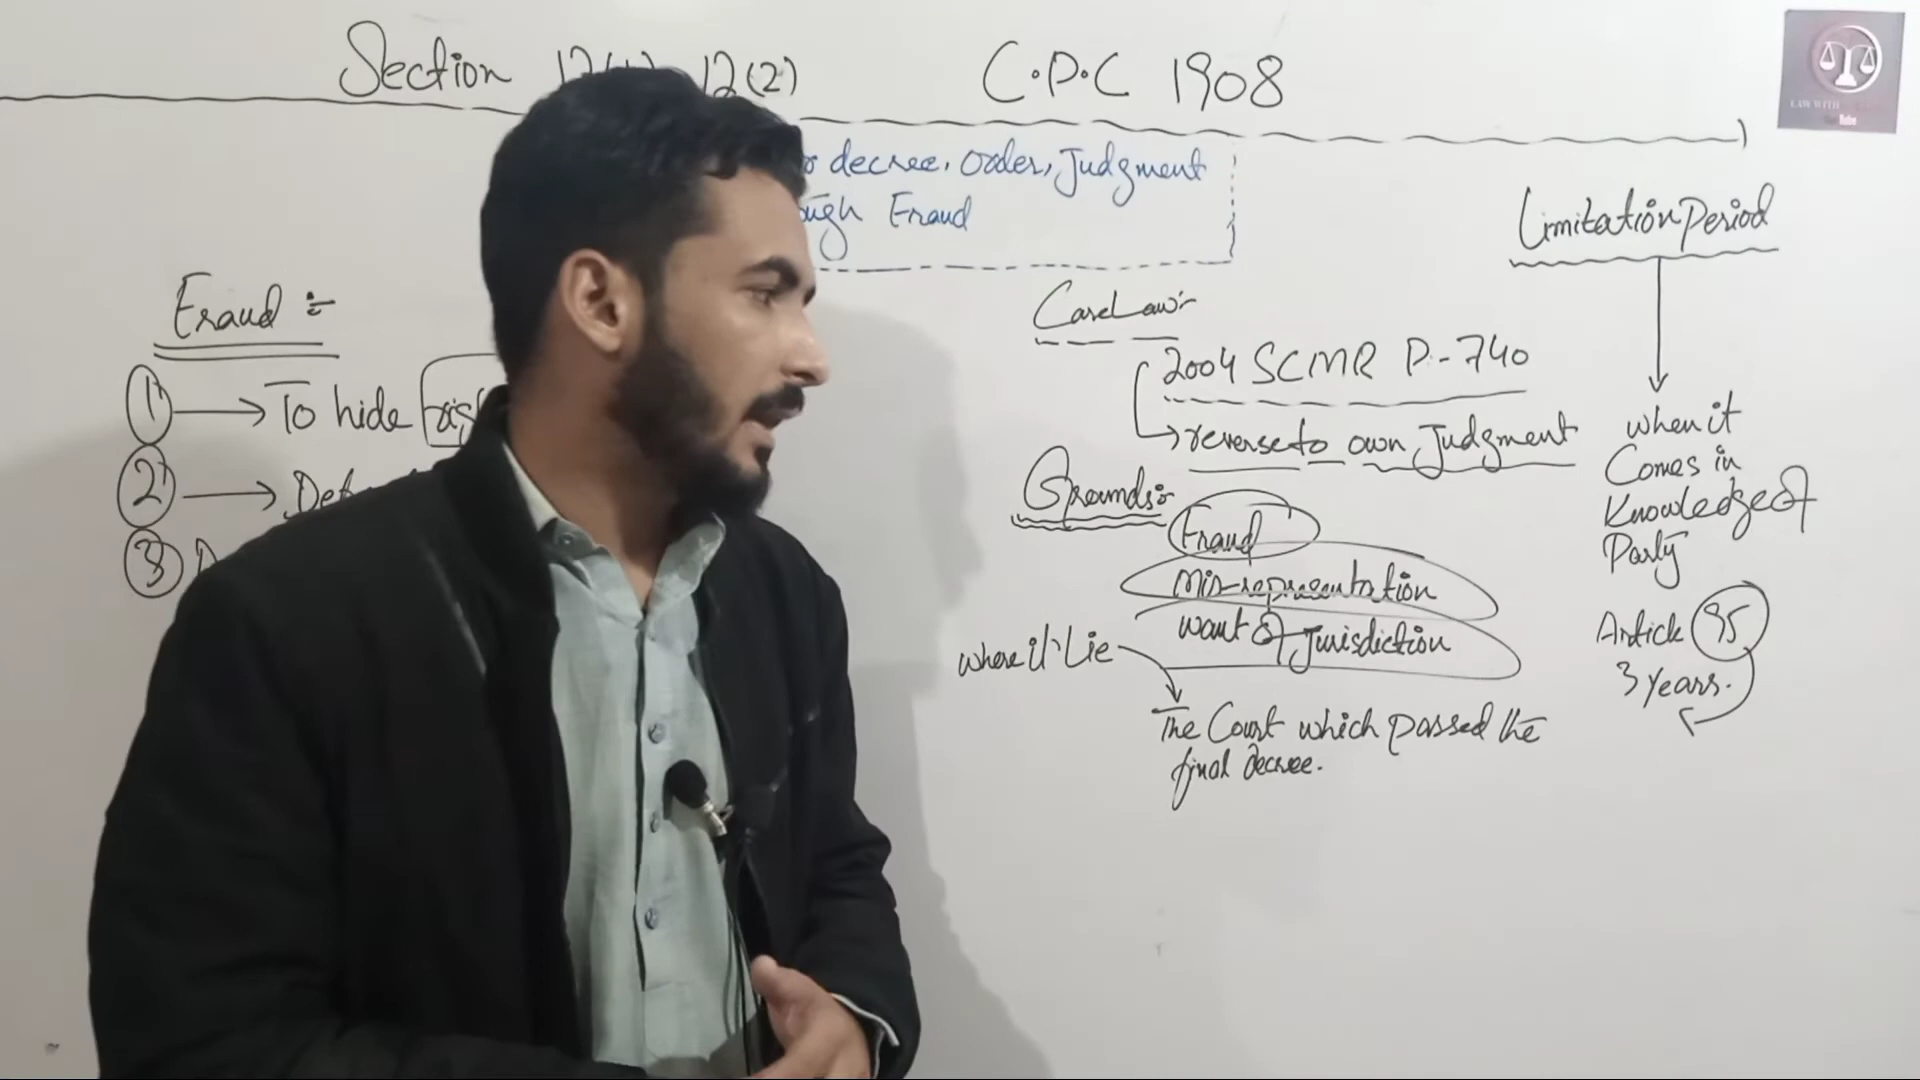 Section 12(1) 12(2) C.P.C 1908
decree, Order, Judgment
Fraud
Fraud :-
1 → To hide
2 →
3
Case Law:-
2004 SCMR P-740
→ reverse to own Judgment
Grounds:-
Fraud
Mis-representation
want of Jurisdiction
where it Lie
The Court which passed the
final decree.
Limitation Period
when it
Comes in
Knowledge of
Party
Article 95
3 Years.
LAW WITH